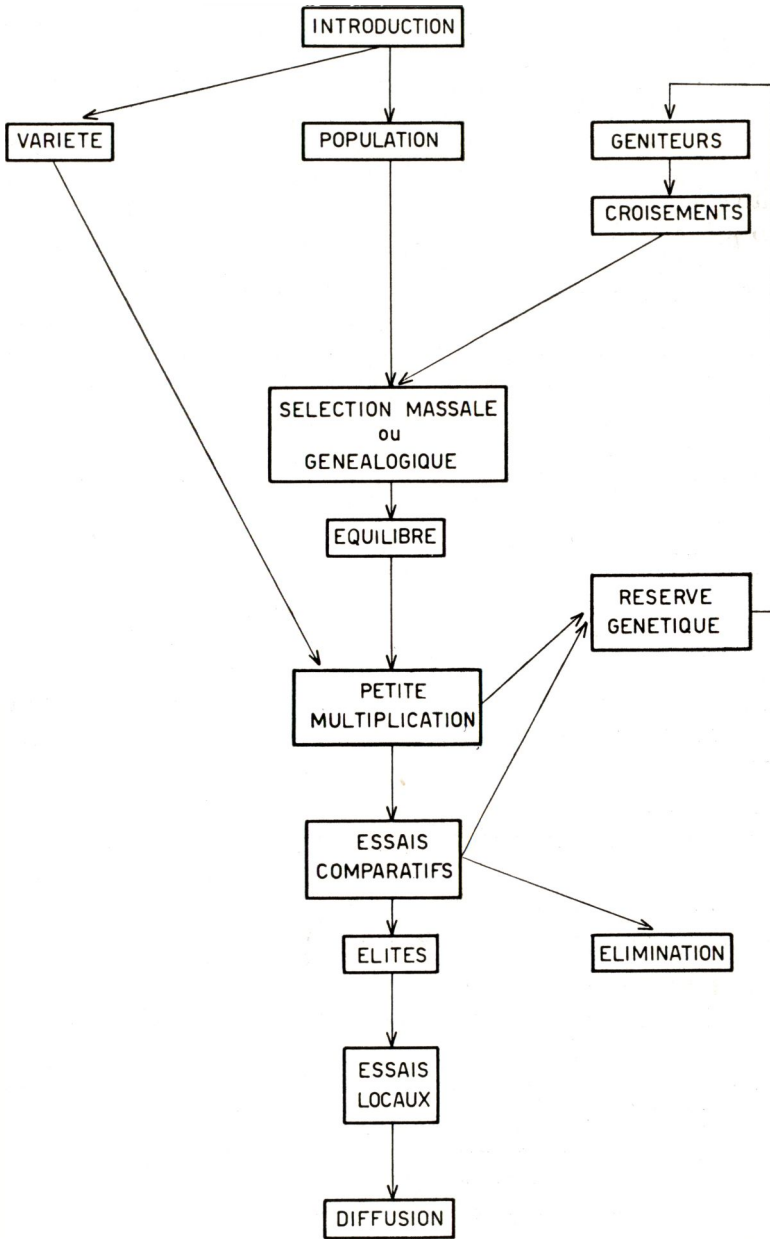 INTRODUCTION
VARIETE
POPULATION
GENITEURS
CROISEMENTS
SELECTION MASSALE
ou
GENEALOGIQUE
EQUILIBRE
RESERVE
GENETIQUE
PETITE
MULTIPLICATION
ESSAIS
COMPARATIFS
ELITES
ELIMINATION
ESSAIS
LOCAUX
DIFFUSION